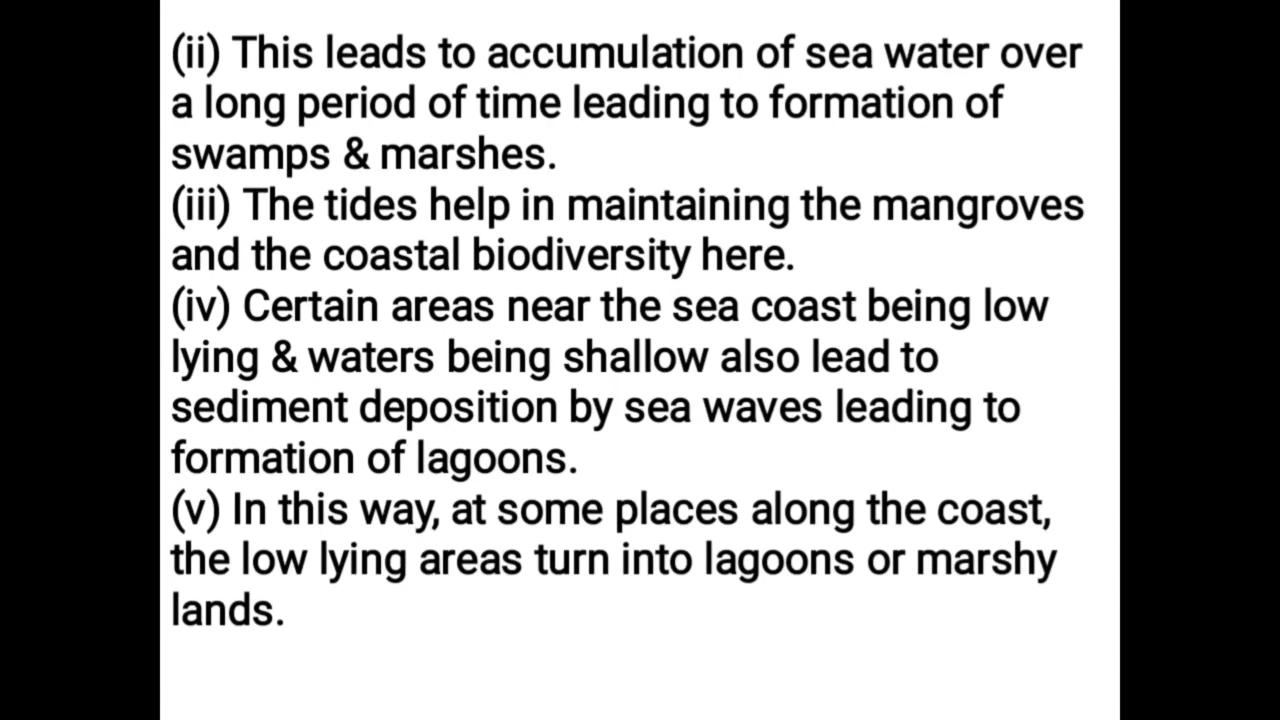 (ii) This leads to accumulation of sea water over
a long period of time leading to formation of
swamps & marshes.
(iii) The tides help in maintaining the mangroves
and the coastal biodiversity here.
(iv) Certain areas near the sea coast being low
lying & waters being shallow also lead to
sediment deposition by sea waves leading to
formation of lagoons.
(v) In this way, at some places along the coast,
the low lying areas turn into lagoons or marshy
lands.